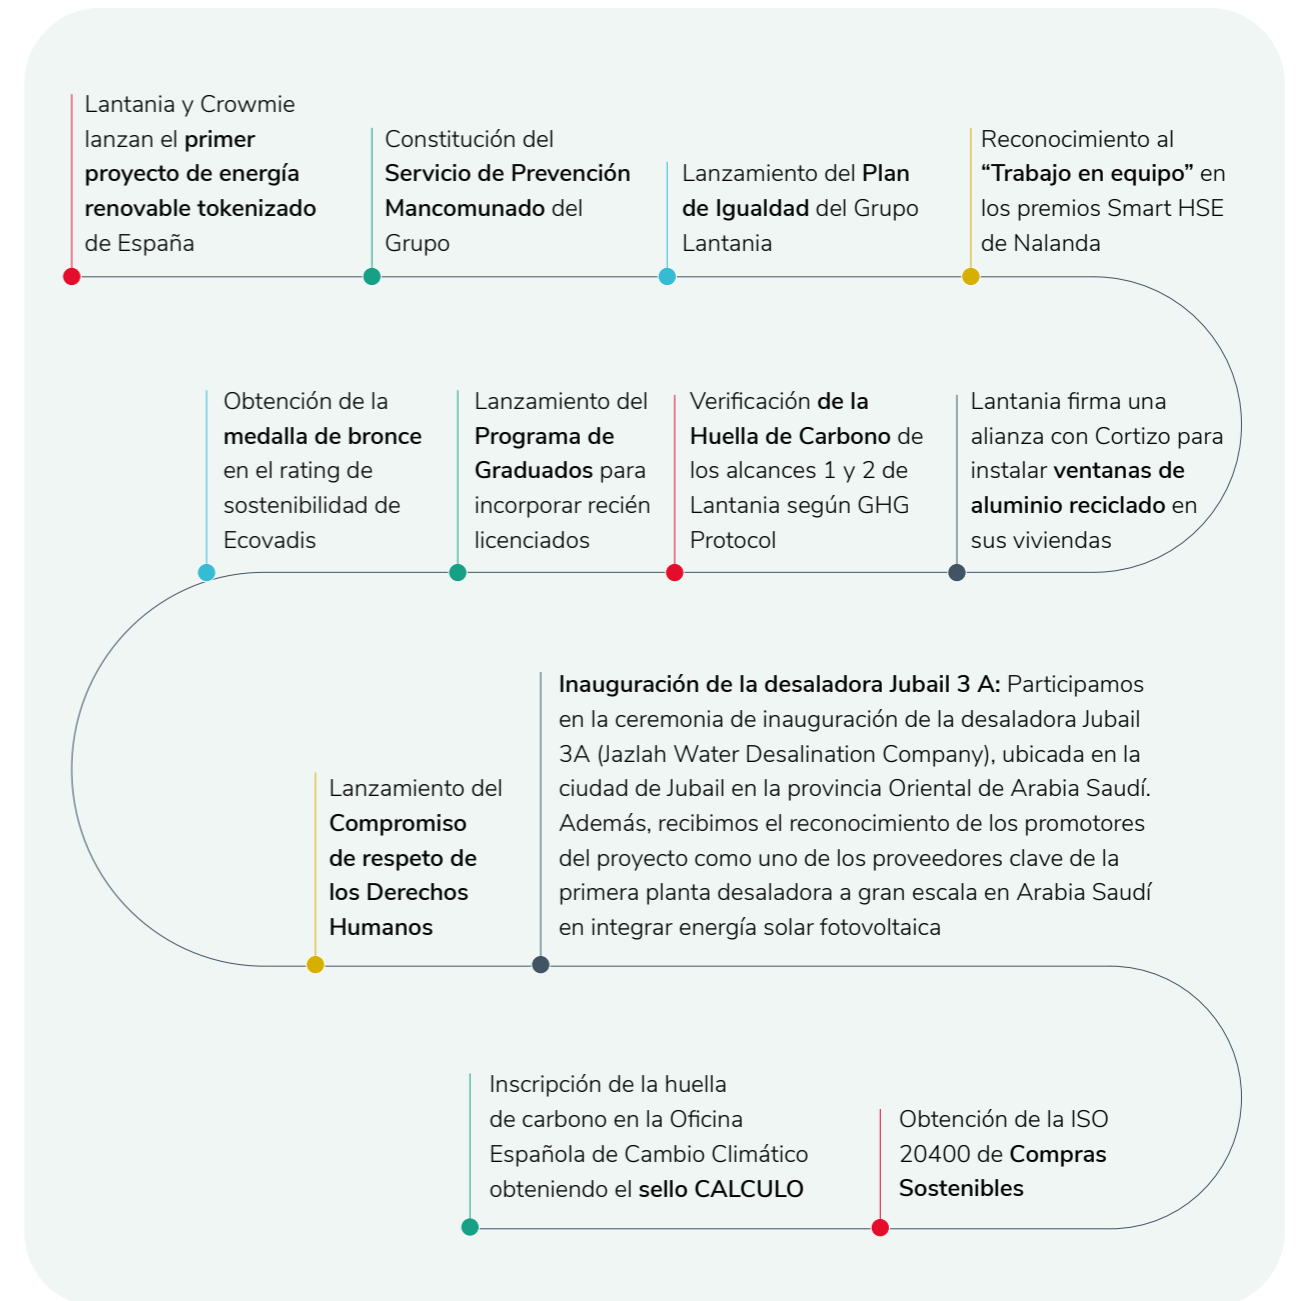 Lantania y Crowmie
lanzan el primer
proyecto de energía
renovable tokenizado
de España
Constitución del
Servicio de Prevención
Mancomunado del
Grupo
Lanzamiento del Plan
de Igualdad del Grupo
Lantania
Reconocimiento al
“Trabajo en equipo” en
los premios Smart HSE
de Nalanda
Obtención de la
medalla de bronce
en el rating de
sostenibilidad de
Ecovadis
Lanzamiento del
Programa de
Graduados para
incorporar recién
licenciados
Verificación de la
Huella de Carbono de
los alcances 1 y 2 de
Lantania según GHG
Protocol
Lantania firma una
alianza con Cortizo para
instalar ventanas de
aluminio reciclado en
sus viviendas
Lanzamiento del
Compromiso
de respeto de
los Derechos
Humanos
Inauguración de la desaladora Jubail 3 A: Participamos
en la ceremonia de inauguración de la desaladora Jubail
3A (Jazlah Water Desalination Company), ubicada en la
ciudad de Jubail en la provincia Oriental de Arabia Saudí.
Además, recibimos el reconocimiento de los promotores
del proyecto como uno de los proveedores clave de la
primera planta desaladora a gran escala en Arabia Saudí
en integrar energía solar fotovoltaica
Inscripción de la huella
de carbono en la Oficina
Española de Cambio Climático
obteniendo el sello CALCULO
Obtención de la ISO
20400 de Compras
Sostenibles